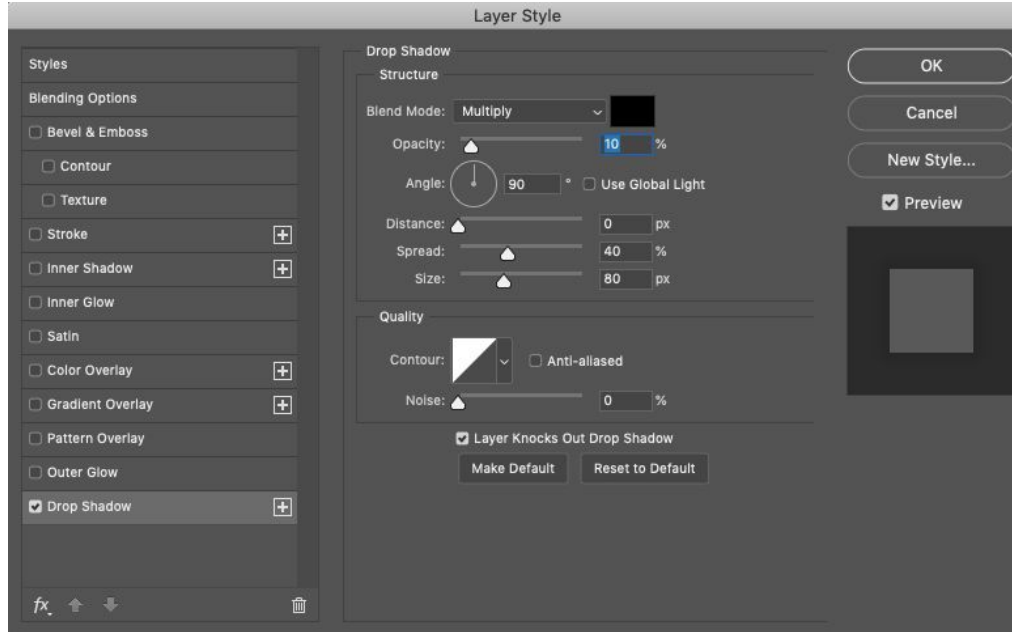 Layer Style
Styles
Blending Options
Bevel & Emboss
Contour
Texture
Stroke
Inner Shadow
Inner Glow
Satin
Color Overlay
Gradient Overlay
Pattern Overlay
Outer Glow
Drop Shadow
fx
Drop Shadow
Structure
Blend Mode: Multiply
Opacity: 10 %
Angle: 90 ° Use Global Light
Distance: 0 px
Spread: 40 %
Size: 80 px
Quality
Contour: Anti-aliased
Noise: 0 %
Layer Knocks Out Drop Shadow
Make Default Reset to Default
OK
Cancel
New Style...
Preview